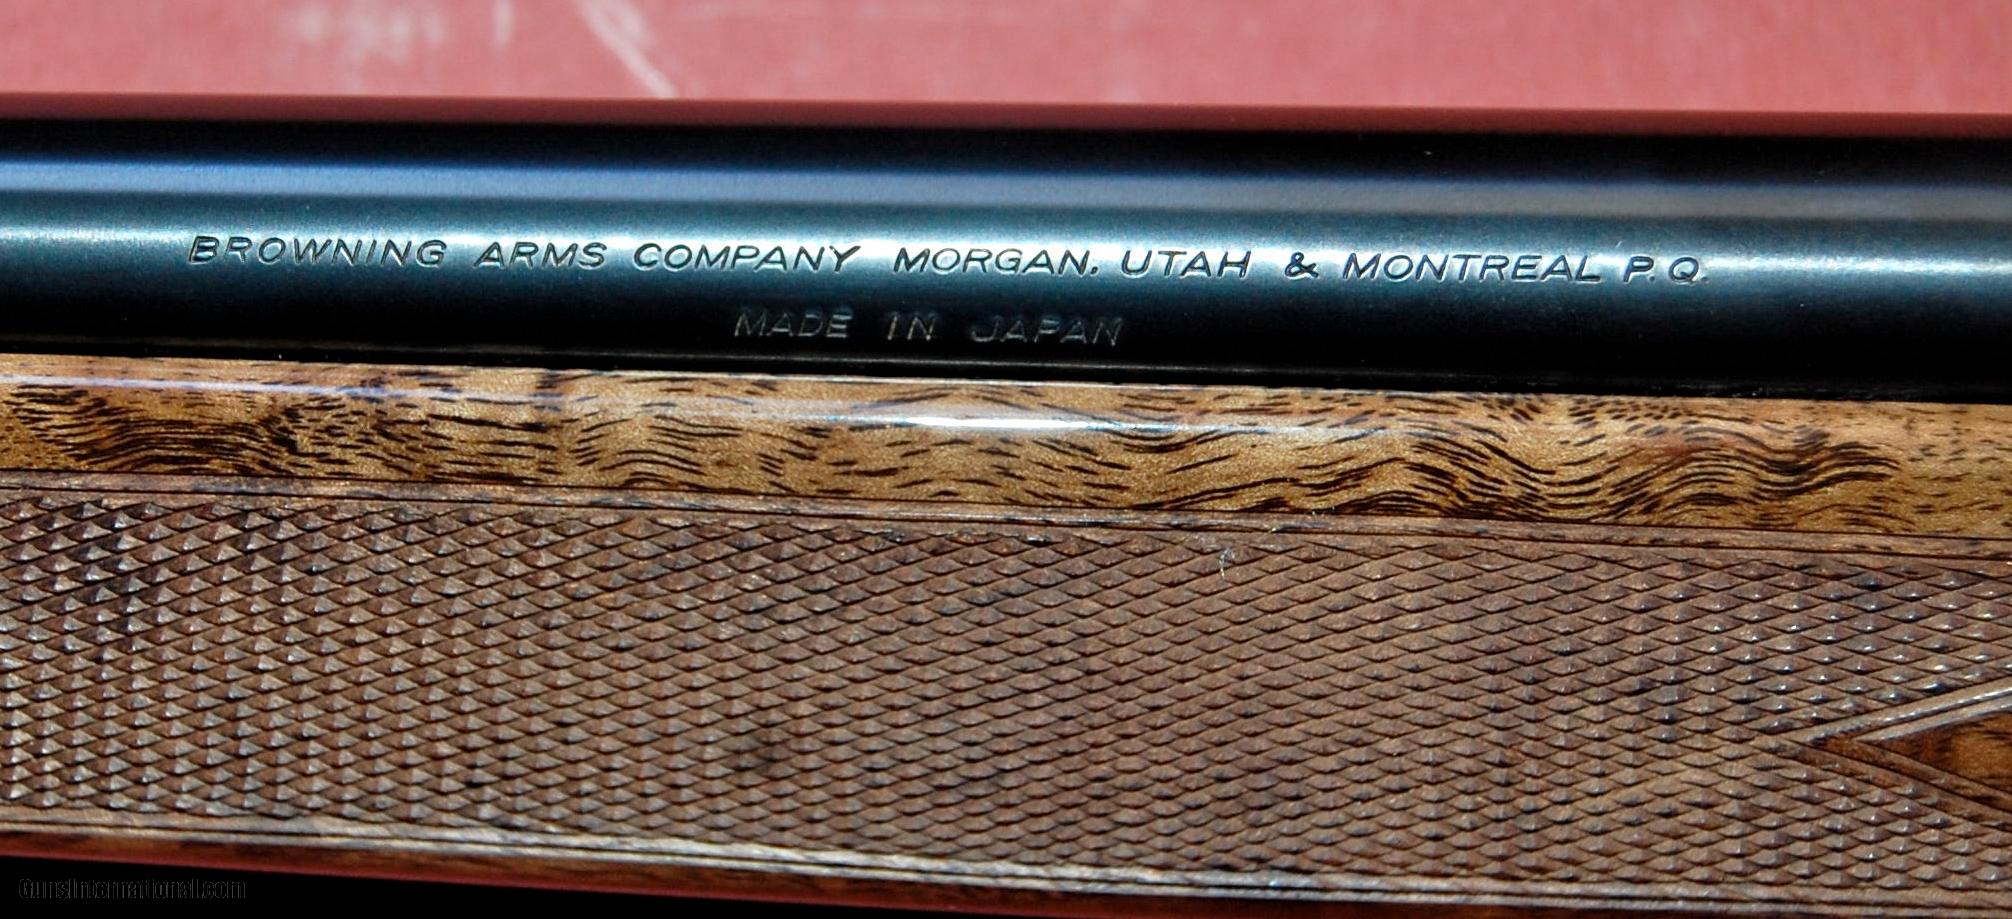 BROWNING ARMS COMPANY MORGAN, UTAH & MONTREAL P.Q.
MADE IN JAPAN
GunsInternational.com